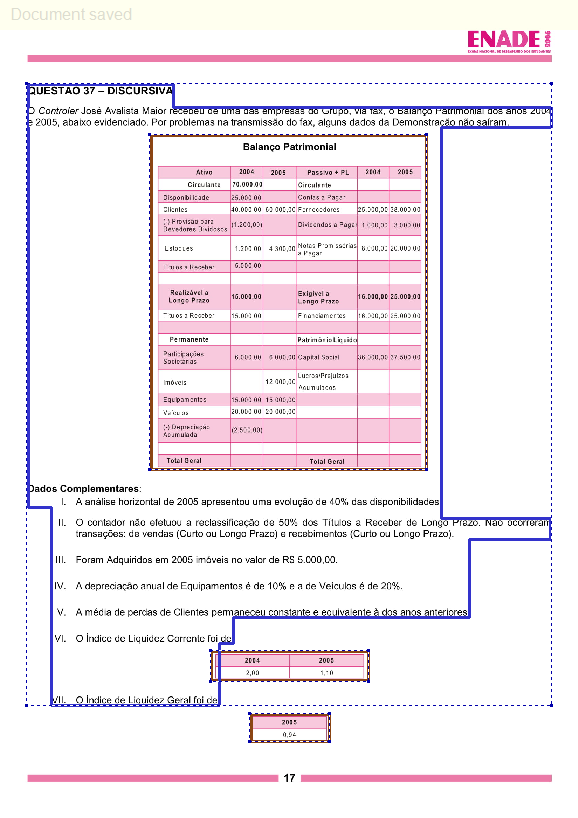 Document saved
ENADE 2006
EXAME NACIONAL DE DESEMPENHO DOS ESTUDANTES
QUESTÃO 37 – DISCURSIVA
O Controler José Avalista Maior recebeu de uma das empresas do Grupo, via fax, o Balanço Patrimonial dos anos 2004
e 2005, abaixo evidenciado. Por problemas na transmissão do fax, alguns dados da Demonstração não saíram.
Balanço Patrimonial
Ativo 2004 2005 Passivo + PL 2004 2005
Circulante 70.000,00 Circulante
Disponibilidade 25.000,00 Contas a Pagar
Clientes 40.000,00 60.000,00 Fornecedores 25.000,00 38.000,00
(-) Provisão para Devedores Duvidosos (1.200,00) Dividendos a Pagar 1.000,00 3.000,00
Estoques 1.200,00 4.300,00 Notas Promissórias a Pagar 6.000,00 20.000,00
Títulos a Receber 5.000,00
Realizável a Longo Prazo 15.000,00 Exigível a Longo Prazo 16.000,00 25.000,00
Títulos a Receber 15.000,00 Financiamentos 16.000,00 25.000,00
Permanente Patrimônio Líquido
Participações Societárias 6.000,00 6.000,00 Capital Social 36.000,00 37.500,00
Imóveis 12.000,00 Lucros/Prejuízos Acumulados
Equipamentos 15.000,00 15.000,00
Veículos 20.000,00 20.000,00
(-) Depreciação Acumulada (2.500,00)
Total Geral Total Geral
Dados Complementares:
I. A análise horizontal de 2005 apresentou uma evolução de 40% das disponibilidades
II. O contador não efetuou a reclassificação de 50% dos Títulos a Receber de Longo Prazo. Não ocorreram
transações: de vendas (Curto ou Longo Prazo) e recebimentos (Curto ou Longo Prazo).
III. Foram Adquiridos em 2005 imóveis no valor de R$ 5.000,00.
IV. A depreciação anual de Equipamentos é de 10% e a de Veículos é de 20%.
V. A média de perdas de Clientes permaneceu constante e equivalente à dos anos anteriores
VI. O Índice de Liquidez Corrente foi de
2004 2005
2,00 1,10
VII. O Índice de Liquidez Geral foi de
2005
0,94
17